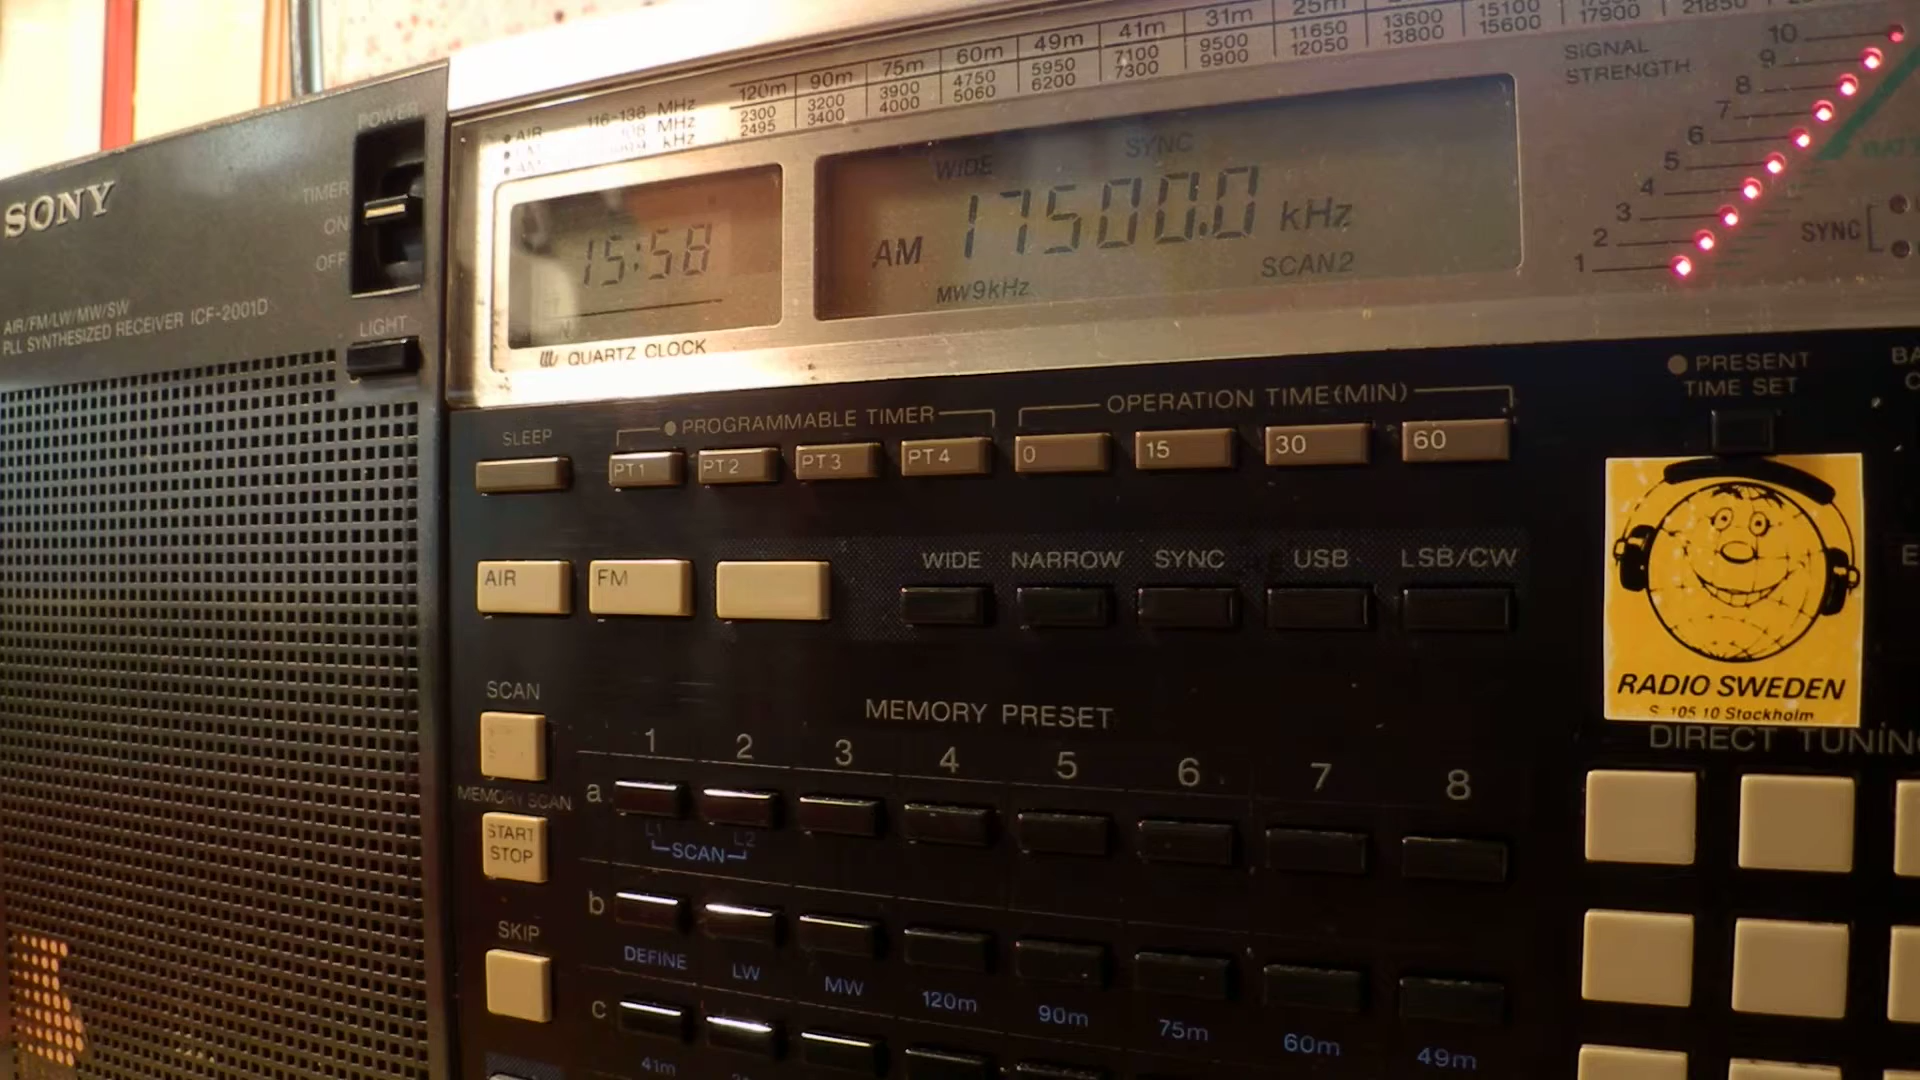 SONY
POWER
TIMER
ON
OFF
LIGHT
AIR/FM/LW/MW/SW
PLL SYNTHESIZED RECEIVER ICF-2001D
AIR 116-136 MHz
MHz
kHz
120m 90m 75m 60m 49m 41m 31m 25m
2300 3200 3900 4750 5950 7100 9500 11650 13600 15100 21850
2495 3400 4000 5060 6200 7300 9900 12050 13800 15600 17900
15:58
QUARTZ CLOCK
WIDE SYNC
AM 17500.0 kHz
MW9kHz SCAN2
SIGNAL
STRENGTH
10
9
8
7
6
5
4
3
2
1
SYNC
PRESENT
TIME SET
SLEEP
PROGRAMMABLE TIMER
OPERATION TIME(MIN)
PT1 PT2 PT3 PT4 0 15 30 60
AIR FM
WIDE NARROW SYNC USB LSB/CW
RADIO SWEDEN
S-105 10 Stockholm
DIRECT TUNING
SCAN
MEMORY PRESET
1 2 3 4 5 6 7 8
MEMORY SCAN
START
STOP
a
L1 L2
SCAN
b
SKIP
DEFINE LW MW 120m 90m 75m 60m 49m
c
41m